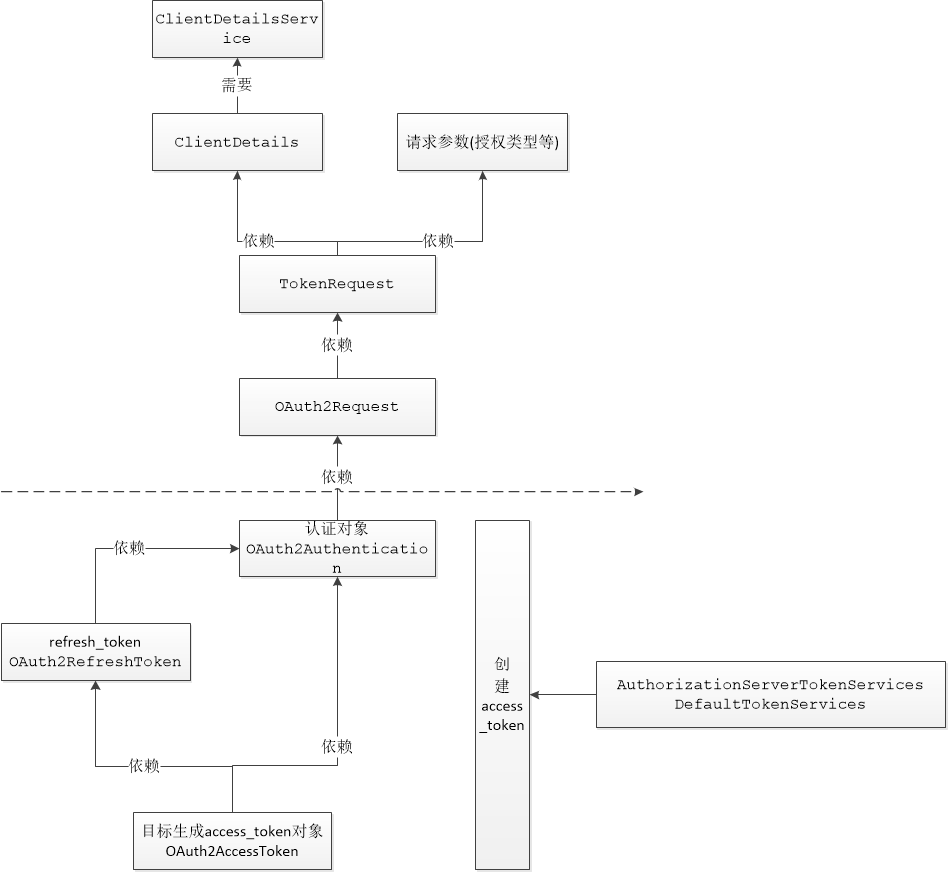 ClientDetailsServ
ice
需要
ClientDetails
请求参数(授权类型等)
依赖
依赖
TokenRequest
依赖
OAuth2Request
依赖
认证对象
OAuth2Authenticatio
n
依赖
refresh_token
OAuth2RefreshToken
创
建
access
_token
AuthorizationServerTokenServices
DefaultTokenServices
依赖
依赖
目标生成access_token对象
OAuth2AccessToken